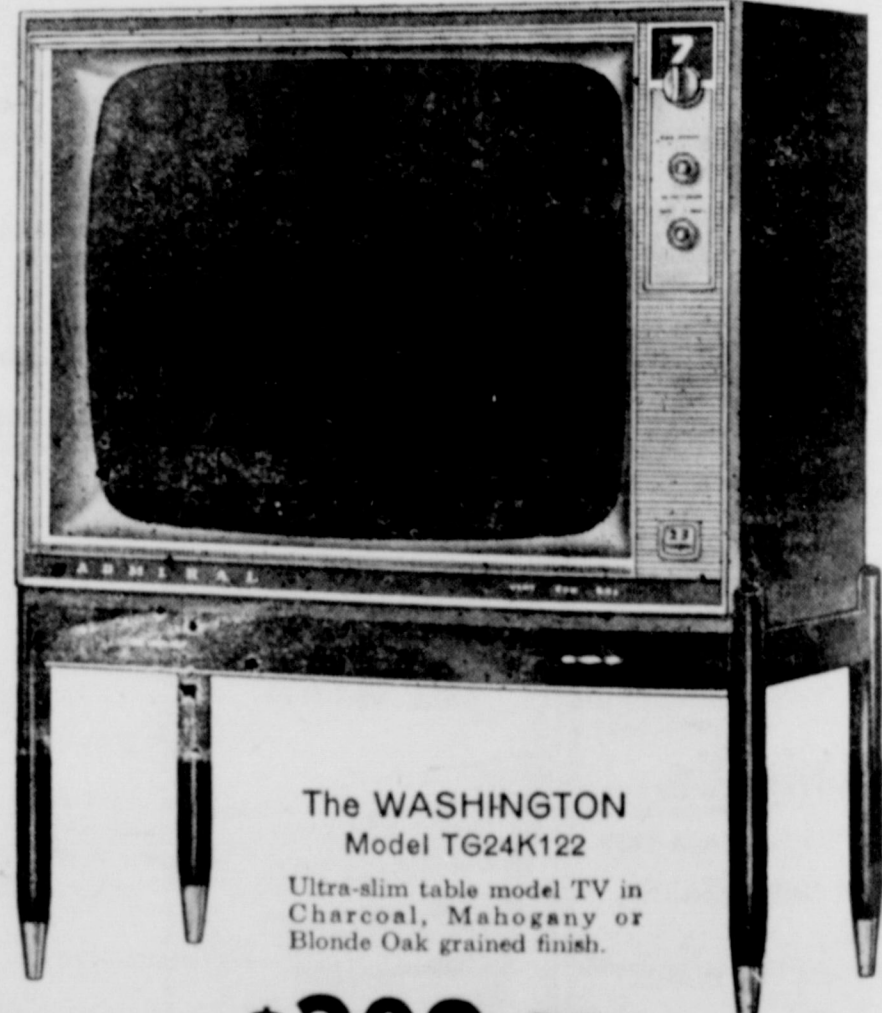 7
23
ADMIRAL
The WASHINGTON
Model TG24K122
Ultra-slim table model TV in
Charcoal, Mahogany or
Blonde Oak grained finish.